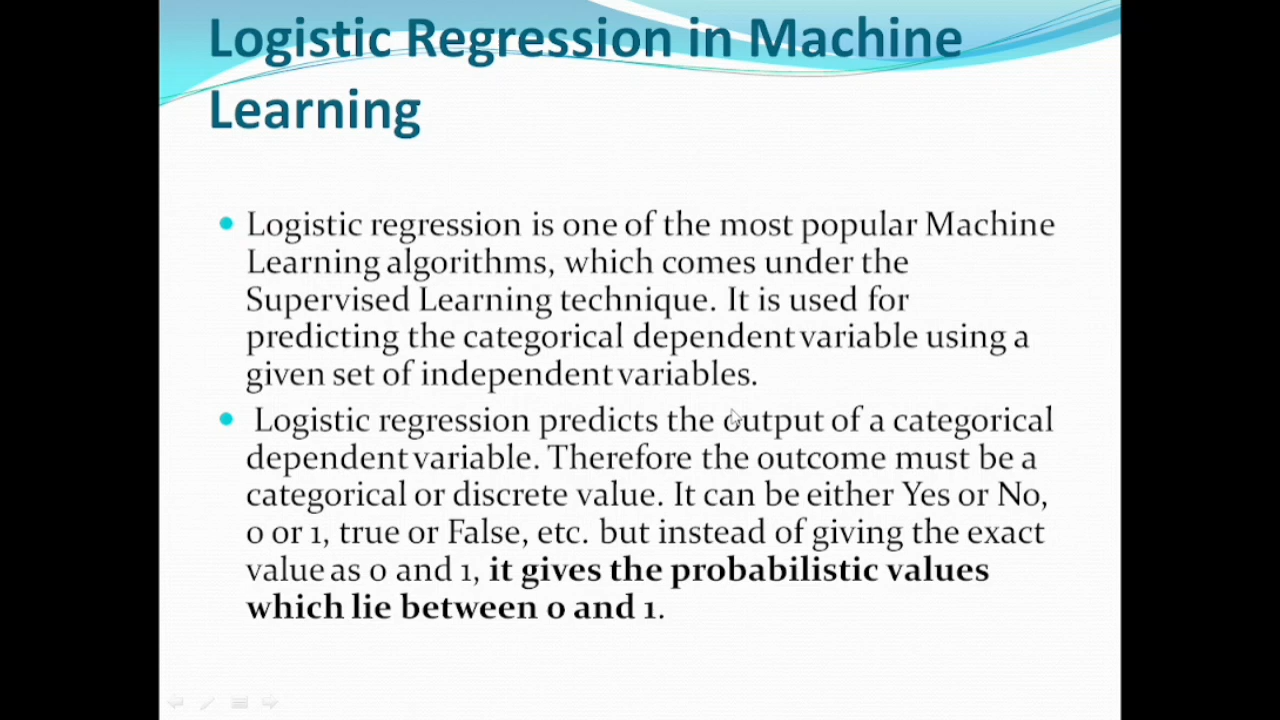 Logistic Regression in Machine
Learning
Logistic regression is one of the most popular Machine
Learning algorithms, which comes under the
Supervised Learning technique. It is used for
predicting the categorical dependent variable using a
given set of independent variables.
Logistic regression predicts the output of a categorical
dependent variable. Therefore the outcome must be a
categorical or discrete value. It can be either Yes or No,
0 or 1, true or False, etc. but instead of giving the exact
value as 0 and 1, it gives the probabilistic values
which lie between 0 and 1.